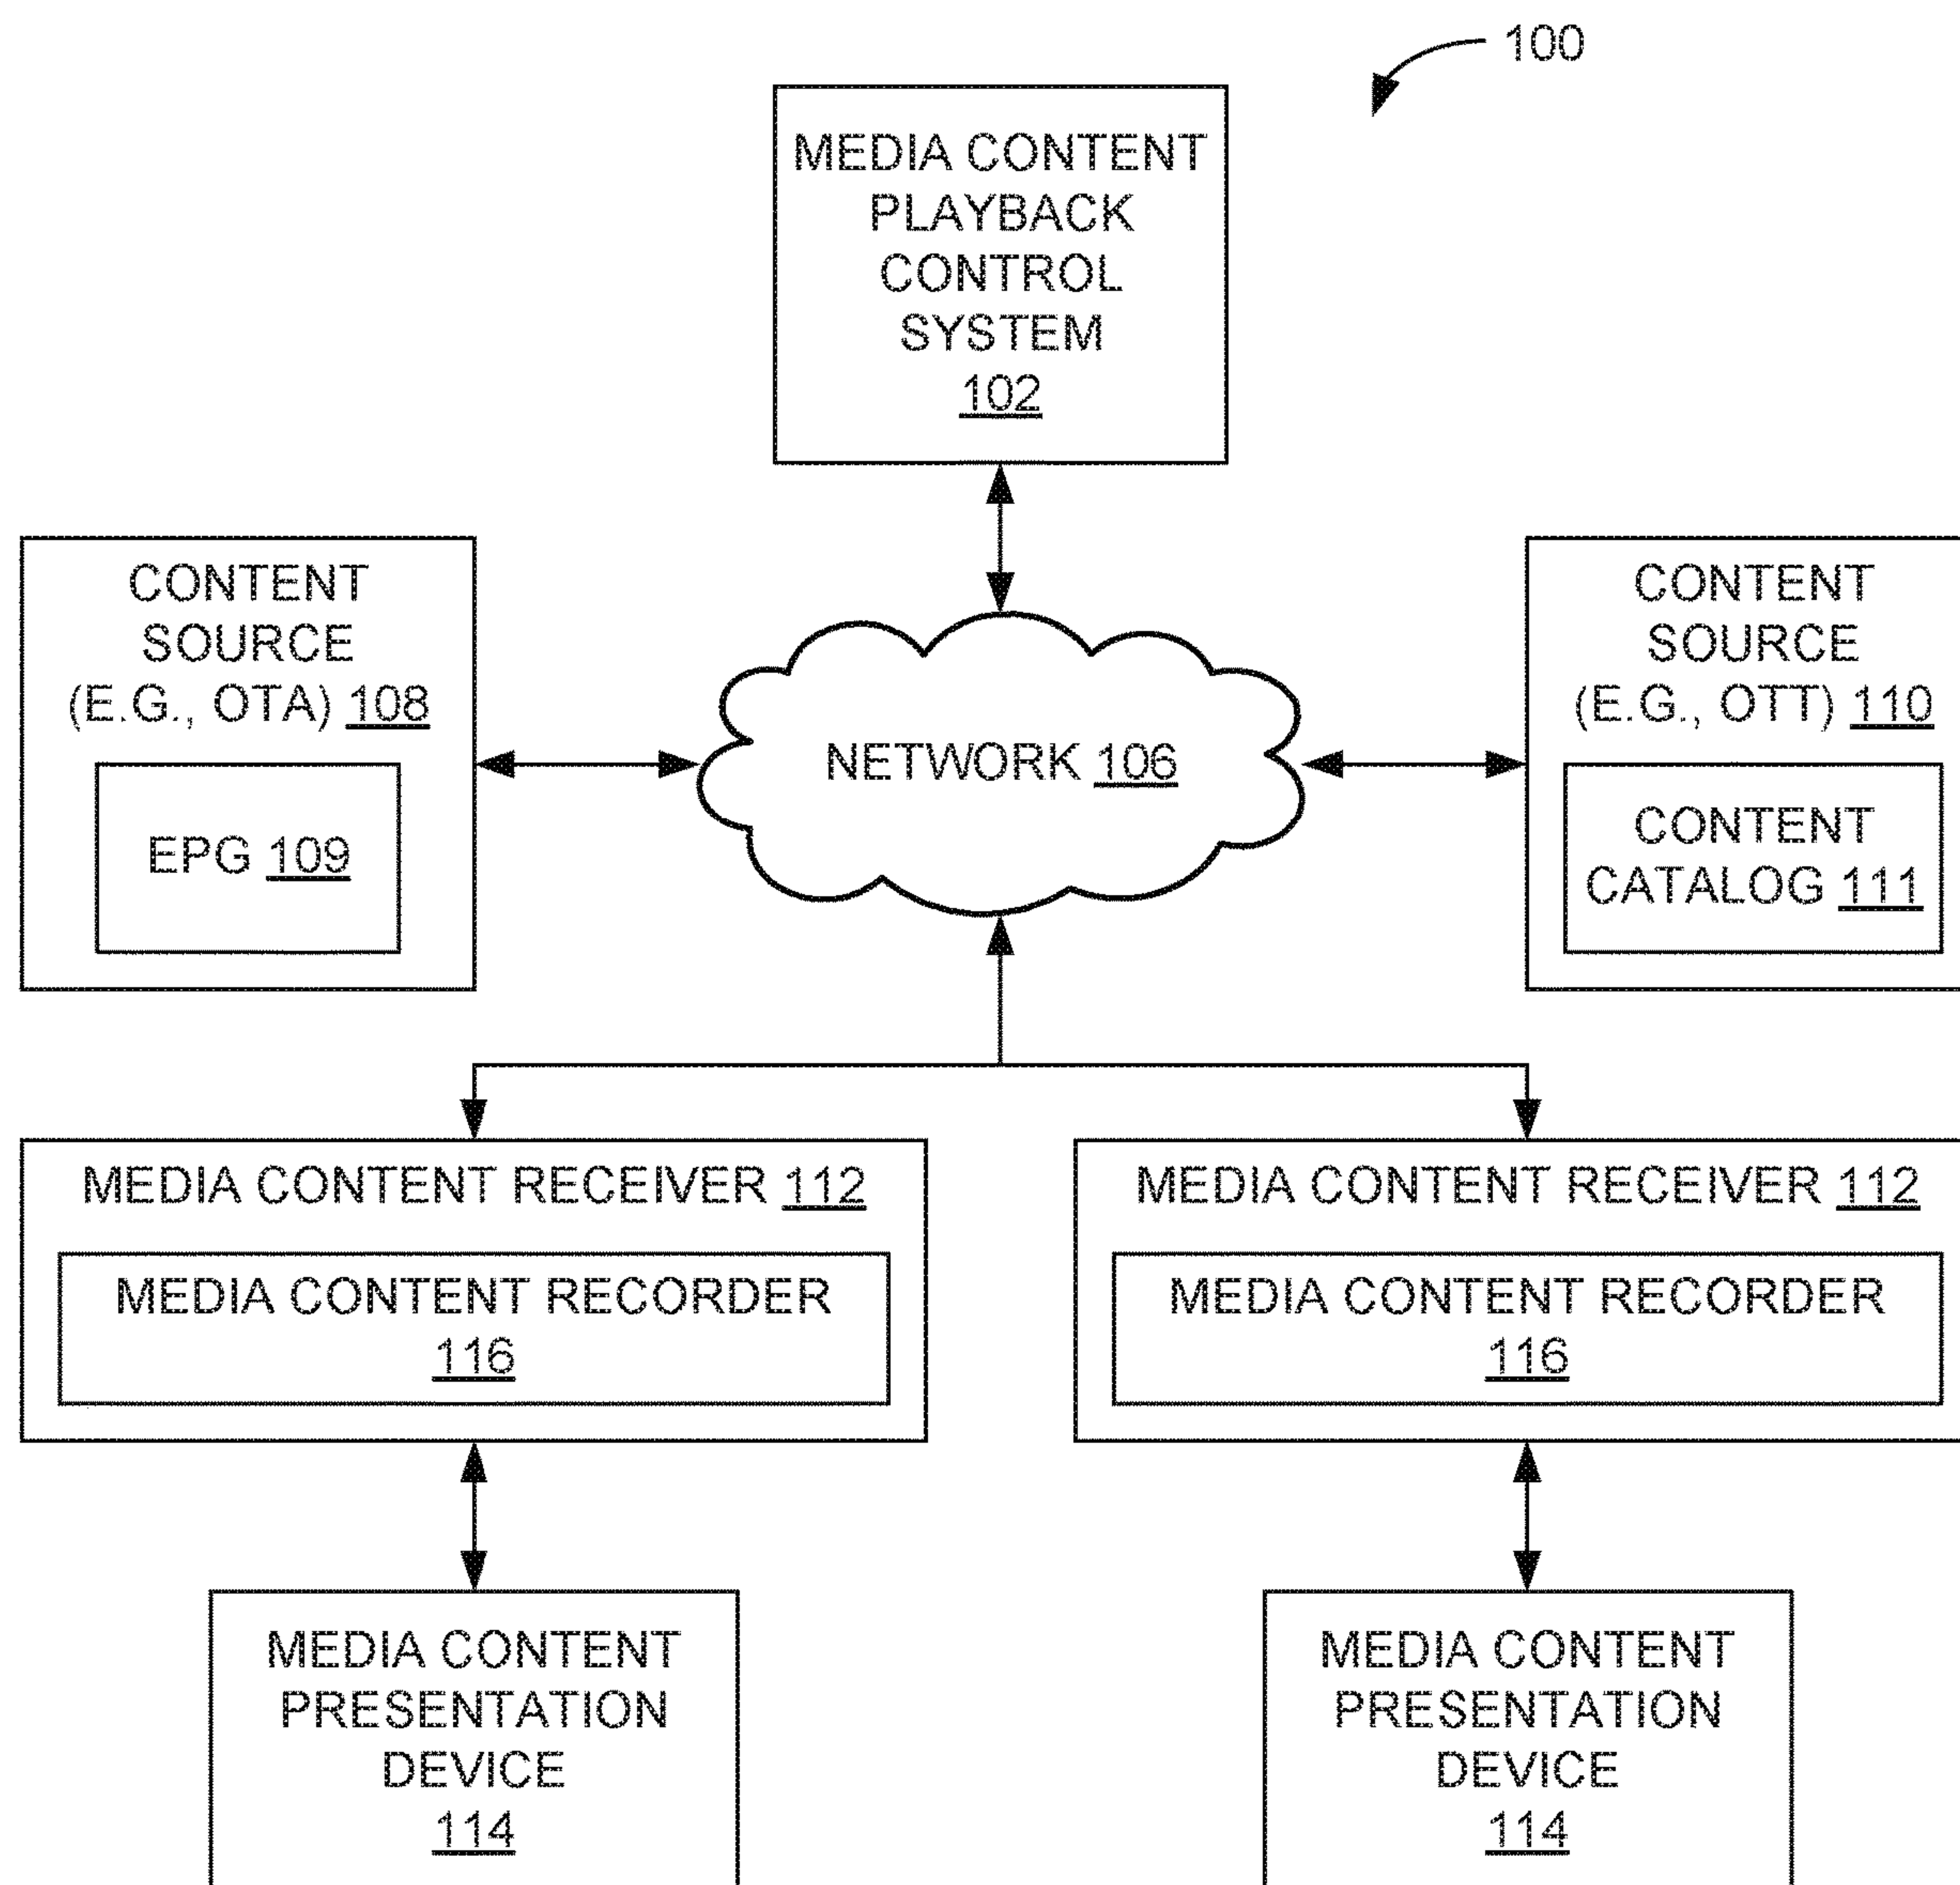 100
MEDIA CONTENT
PLAYBACK
CONTROL
SYSTEM
102
CONTENT
SOURCE
(E.G., OTA) 108
EPG 109
NETWORK 106
CONTENT
SOURCE
(E.G., OTT) 110
CONTENT
CATALOG 111
MEDIA CONTENT RECEIVER 112
MEDIA CONTENT RECORDER
116
MEDIA CONTENT RECEIVER 112
MEDIA CONTENT RECORDER
116
MEDIA CONTENT
PRESENTATION
DEVICE
114
MEDIA CONTENT
PRESENTATION
DEVICE
114